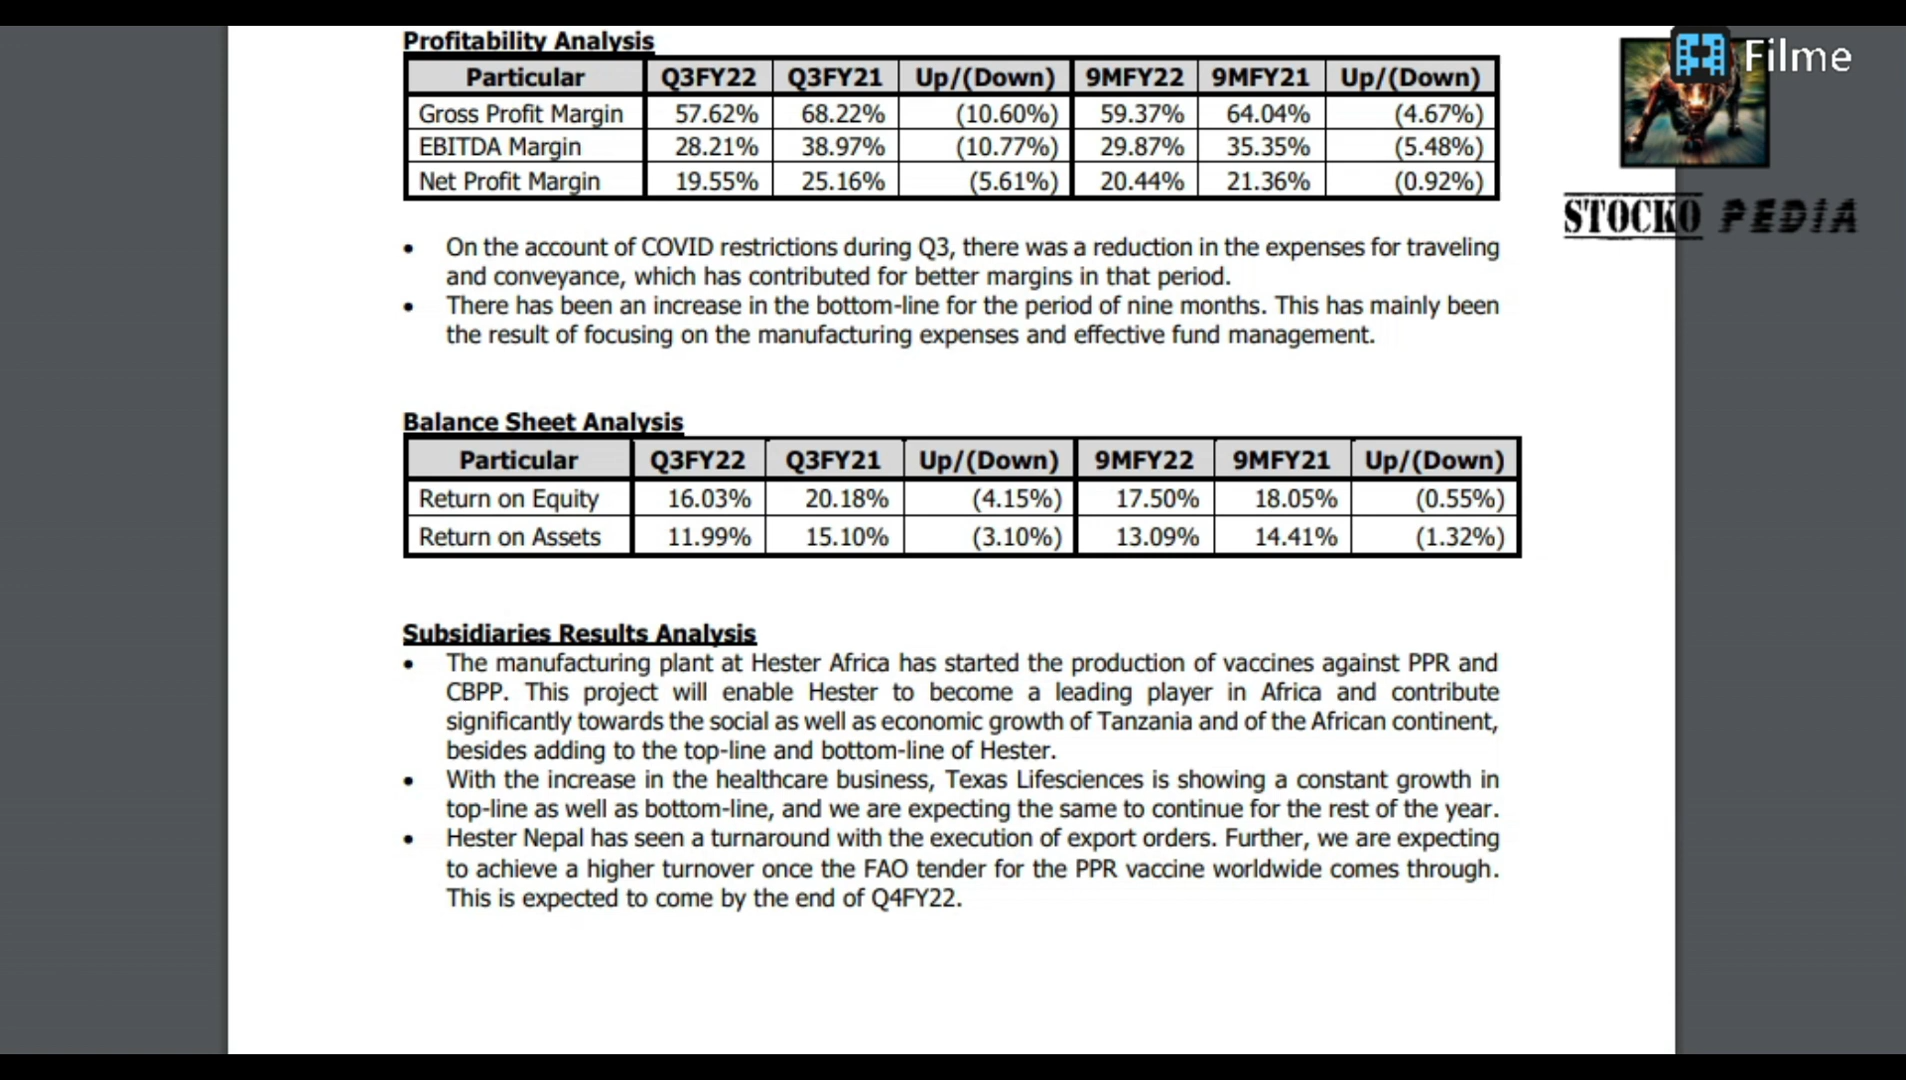 Filme
STOCKO PEDIA
Profitability Analysis
Particular Q3FY22 Q3FY21 Up/(Down) 9MFY22 9MFY21 Up/(Down)
Gross Profit Margin 57.62% 68.22% (10.60%) 59.37% 64.04% (4.67%)
EBITDA Margin 28.21% 38.97% (10.77%) 29.87% 35.35% (5.48%)
Net Profit Margin 19.55% 25.16% (5.61%) 20.44% 21.36% (0.92%)
• On the account of COVID restrictions during Q3, there was a reduction in the expenses for traveling
and conveyance, which has contributed for better margins in that period.
• There has been an increase in the bottom-line for the period of nine months. This has mainly been
the result of focusing on the manufacturing expenses and effective fund management.
Balance Sheet Analysis
Particular Q3FY22 Q3FY21 Up/(Down) 9MFY22 9MFY21 Up/(Down)
Return on Equity 16.03% 20.18% (4.15%) 17.50% 18.05% (0.55%)
Return on Assets 11.99% 15.10% (3.10%) 13.09% 14.41% (1.32%)
Subsidiaries Results Analysis
• The manufacturing plant at Hester Africa has started the production of vaccines against PPR and
CBPP. This project will enable Hester to become a leading player in Africa and contribute
significantly towards the social as well as economic growth of Tanzania and of the African continent,
besides adding to the top-line and bottom-line of Hester.
• With the increase in the healthcare business, Texas Lifesciences is showing a constant growth in
top-line as well as bottom-line, and we are expecting the same to continue for the rest of the year.
• Hester Nepal has seen a turnaround with the execution of export orders. Further, we are expecting
to achieve a higher turnover once the FAO tender for the PPR vaccine worldwide comes through.
This is expected to come by the end of Q4FY22.